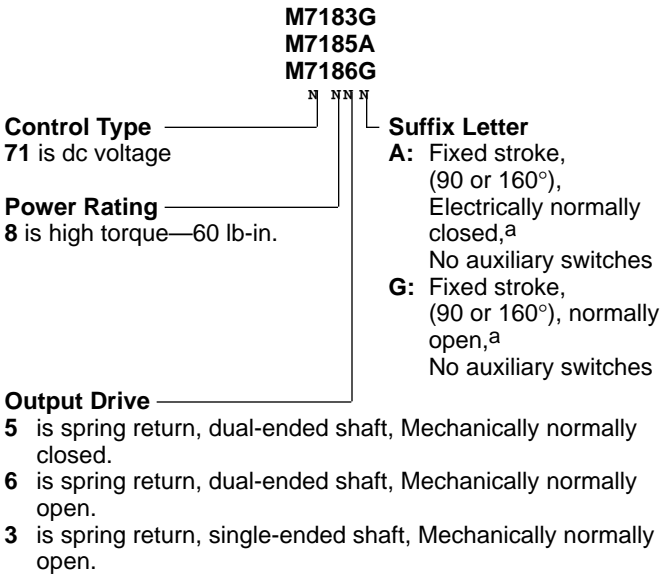 M7183G
M7185A
M7186G
N NN N
Control Type
71 is dc voltage
Power Rating
8 is high torque—60 lb-in.
Suffix Letter
A: Fixed stroke,
(90 or 160°),
Electrically normally
closed,a
No auxiliary switches
G: Fixed stroke,
(90 or 160°), normally
open,a
No auxiliary switches
Output Drive
5 is spring return, dual-ended shaft, Mechanically normally
closed.
6 is spring return, dual-ended shaft, Mechanically normally
open.
3 is spring return, single-ended shaft, Mechanically normally
open.